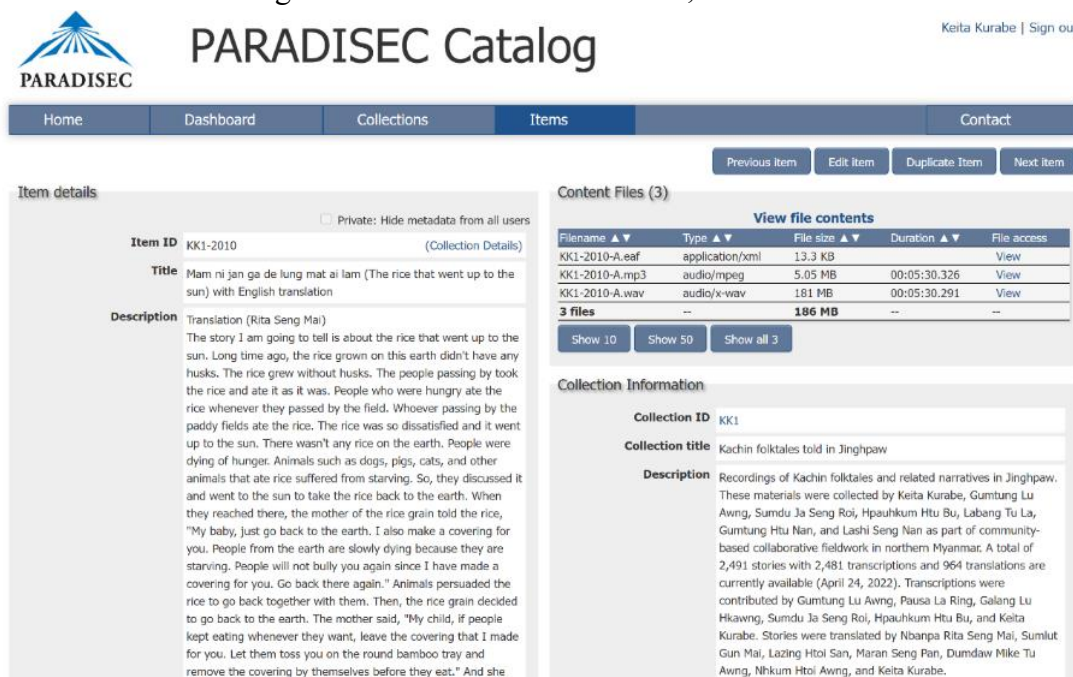 PARADISEC
PARADISEC Catalog
Keita Kurabe | Sign ou
Home Dashboard Collections Items Contact
Previous item Edit item Duplicate Item Next item
Item details
Private: Hide metadata from all users
Item ID KK1-2010 (Collection Details)
Title Mam ni jan ga de lung mat ai lam (The rice that went up to the
sun) with English translation
Description Translation (Rita Seng Mai)
The story I am going to tell is about the rice that went up to the
sun. Long time ago, the rice grown on this earth didn't have any
husks. The rice grew without husks. The people passing by took
the rice and ate it as it was. People who were hungry ate the
rice whenever they passed by the field. Whoever passing by the
paddy fields ate the rice. The rice was so dissatisfied and it went
up to the sun. There wasn't any rice on the earth. People were
dying of hunger. Animals such as dogs, pigs, cats, and other
animals that ate rice suffered from starving. So, they discussed it
and went to the sun to take the rice back to the earth. When
they reached there, the mother of the rice grain told the rice,
"My baby, just go back to the earth. I also make a covering for
you. People from the earth are slowly dying because they are
starving. People will not bully you again since I have made a
covering for you. Go back there again." Animals persuaded the
rice to go back together with them. Then, the rice grain decided
to go back to the earth. The mother said, "My child, if people
kept eating whenever they want, leave the covering that I made
for you. Let them toss you on the round bamboo tray and
remove the covering by themselves before they eat." And she
Content Files (3)
View file contents
Filename ▲▼ Type ▲▼ File size ▲▼ Duration ▲▼ File access
KK1-2010-A.eaf application/xml 13.3 KB View
KK1-2010-A.mp3 audio/mpeg 5.05 MB 00:05:30.326 View
KK1-2010-A.wav audio/x-wav 181 MB 00:05:30.291 View
3 files -- 186 MB -- --
Show 10 Show 50 Show all 3
Collection Information
Collection ID KK1
Collection title Kachin folktales told in Jinghpaw
Description Recordings of Kachin folktales and related narratives in Jinghpaw.
These materials were collected by Keita Kurabe, Gumtung Lu
Awng, Sumdu Ja Seng Roi, Hpauhkum Htu Bu, Labang Tu La,
Gumtung Htu Nan, and Lashi Seng Nan as part of community-
based collaborative fieldwork in northern Myanmar. A total of
2,491 stories with 2,481 transcriptions and 964 translations are
currently available (April 24, 2022). Transcriptions were
contributed by Gumtung Lu Awng, Pausa La Ring, Galang Lu
Hkawng, Sumdu Ja Seng Roi, Hpauhkum Htu Bu, and Keita
Kurabe. Stories were translated by Nbanpa Rita Seng Mai, Sumlut
Gun Mai, Lazing Htoi San, Maran Seng Pan, Dumdaw Mike Tu
Awng, Nhkum Htoi Awng, and Keita Kurabe.